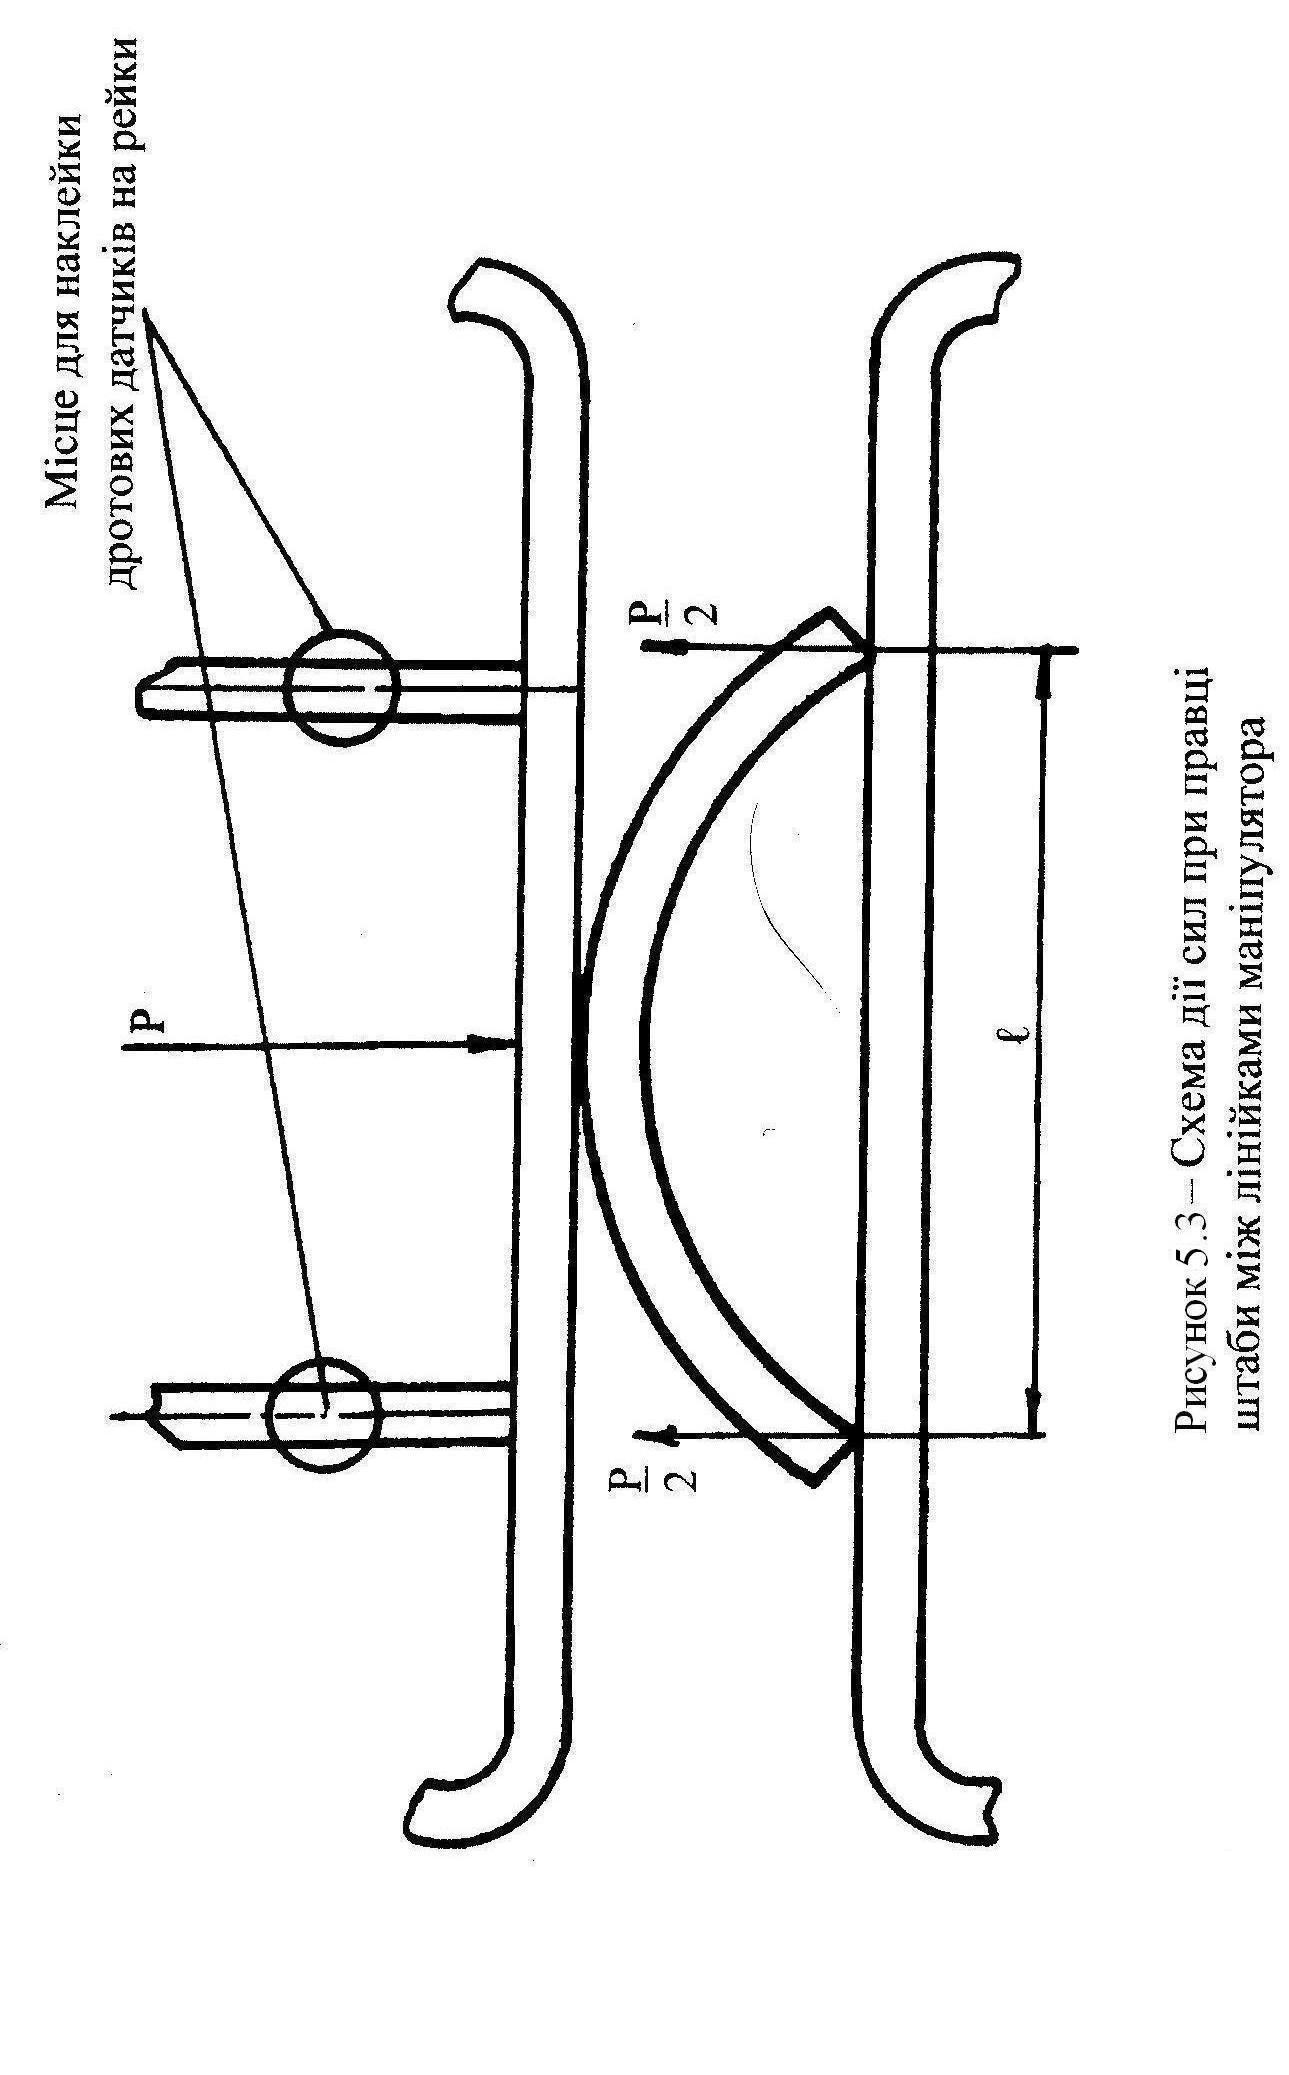 Місце для наклейки
дротових датчиків на рейки
P
P
2
P
2
ℓ
Рисунок 5.3 – Схема дії сил при правці
штаби між лінійками маніпулятора